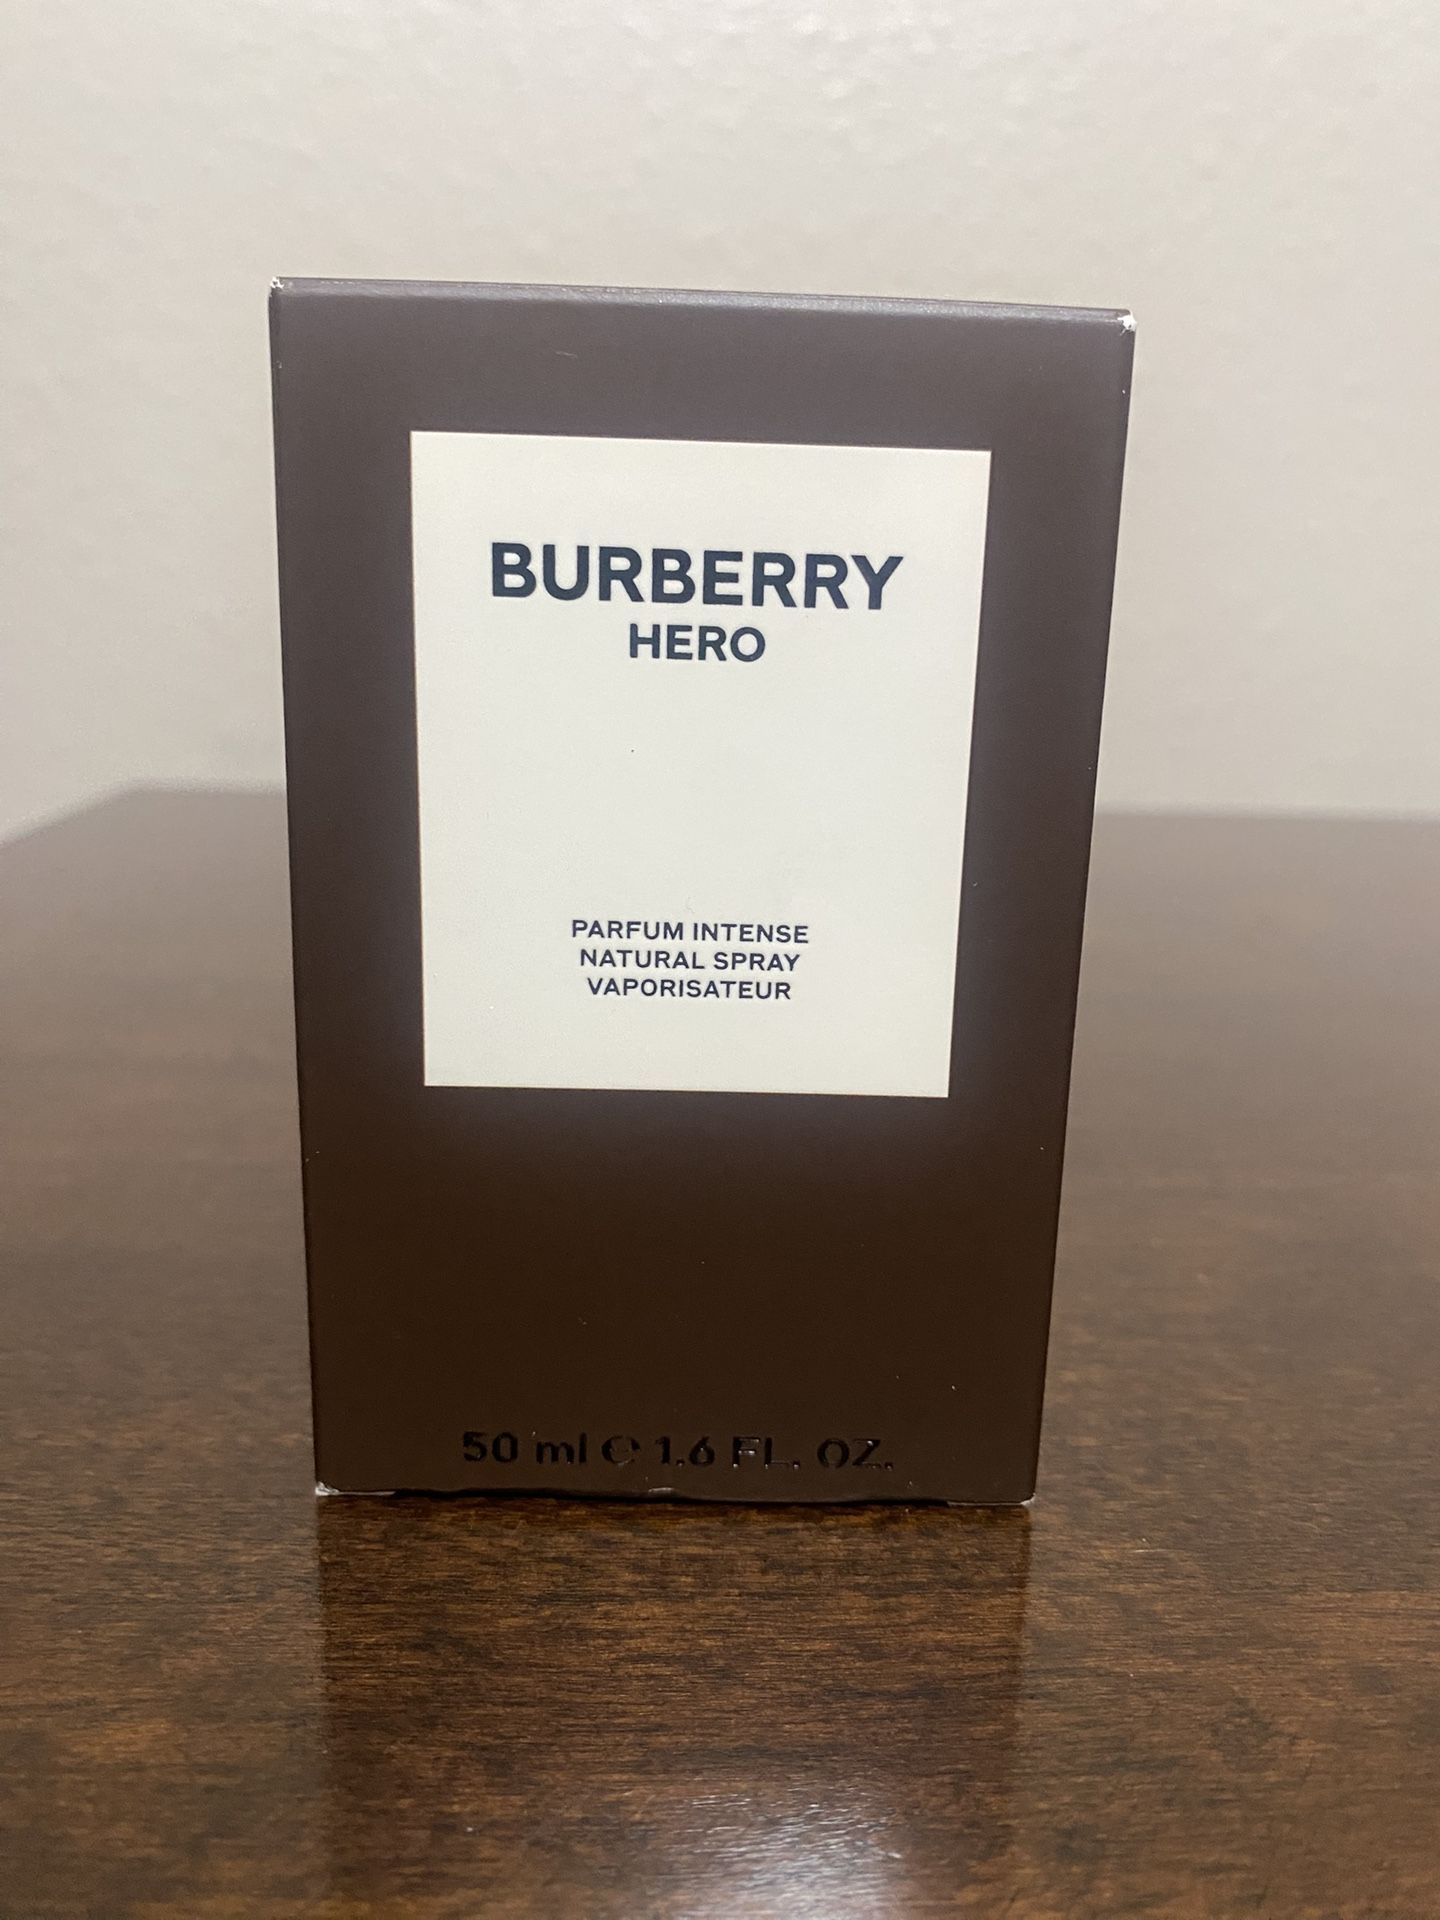 BURBERRY
HERO
PARFUM INTENSE
NATURAL SPRAY
VAPORISATEUR
50 ml ℮ 1.6 FL. OZ.